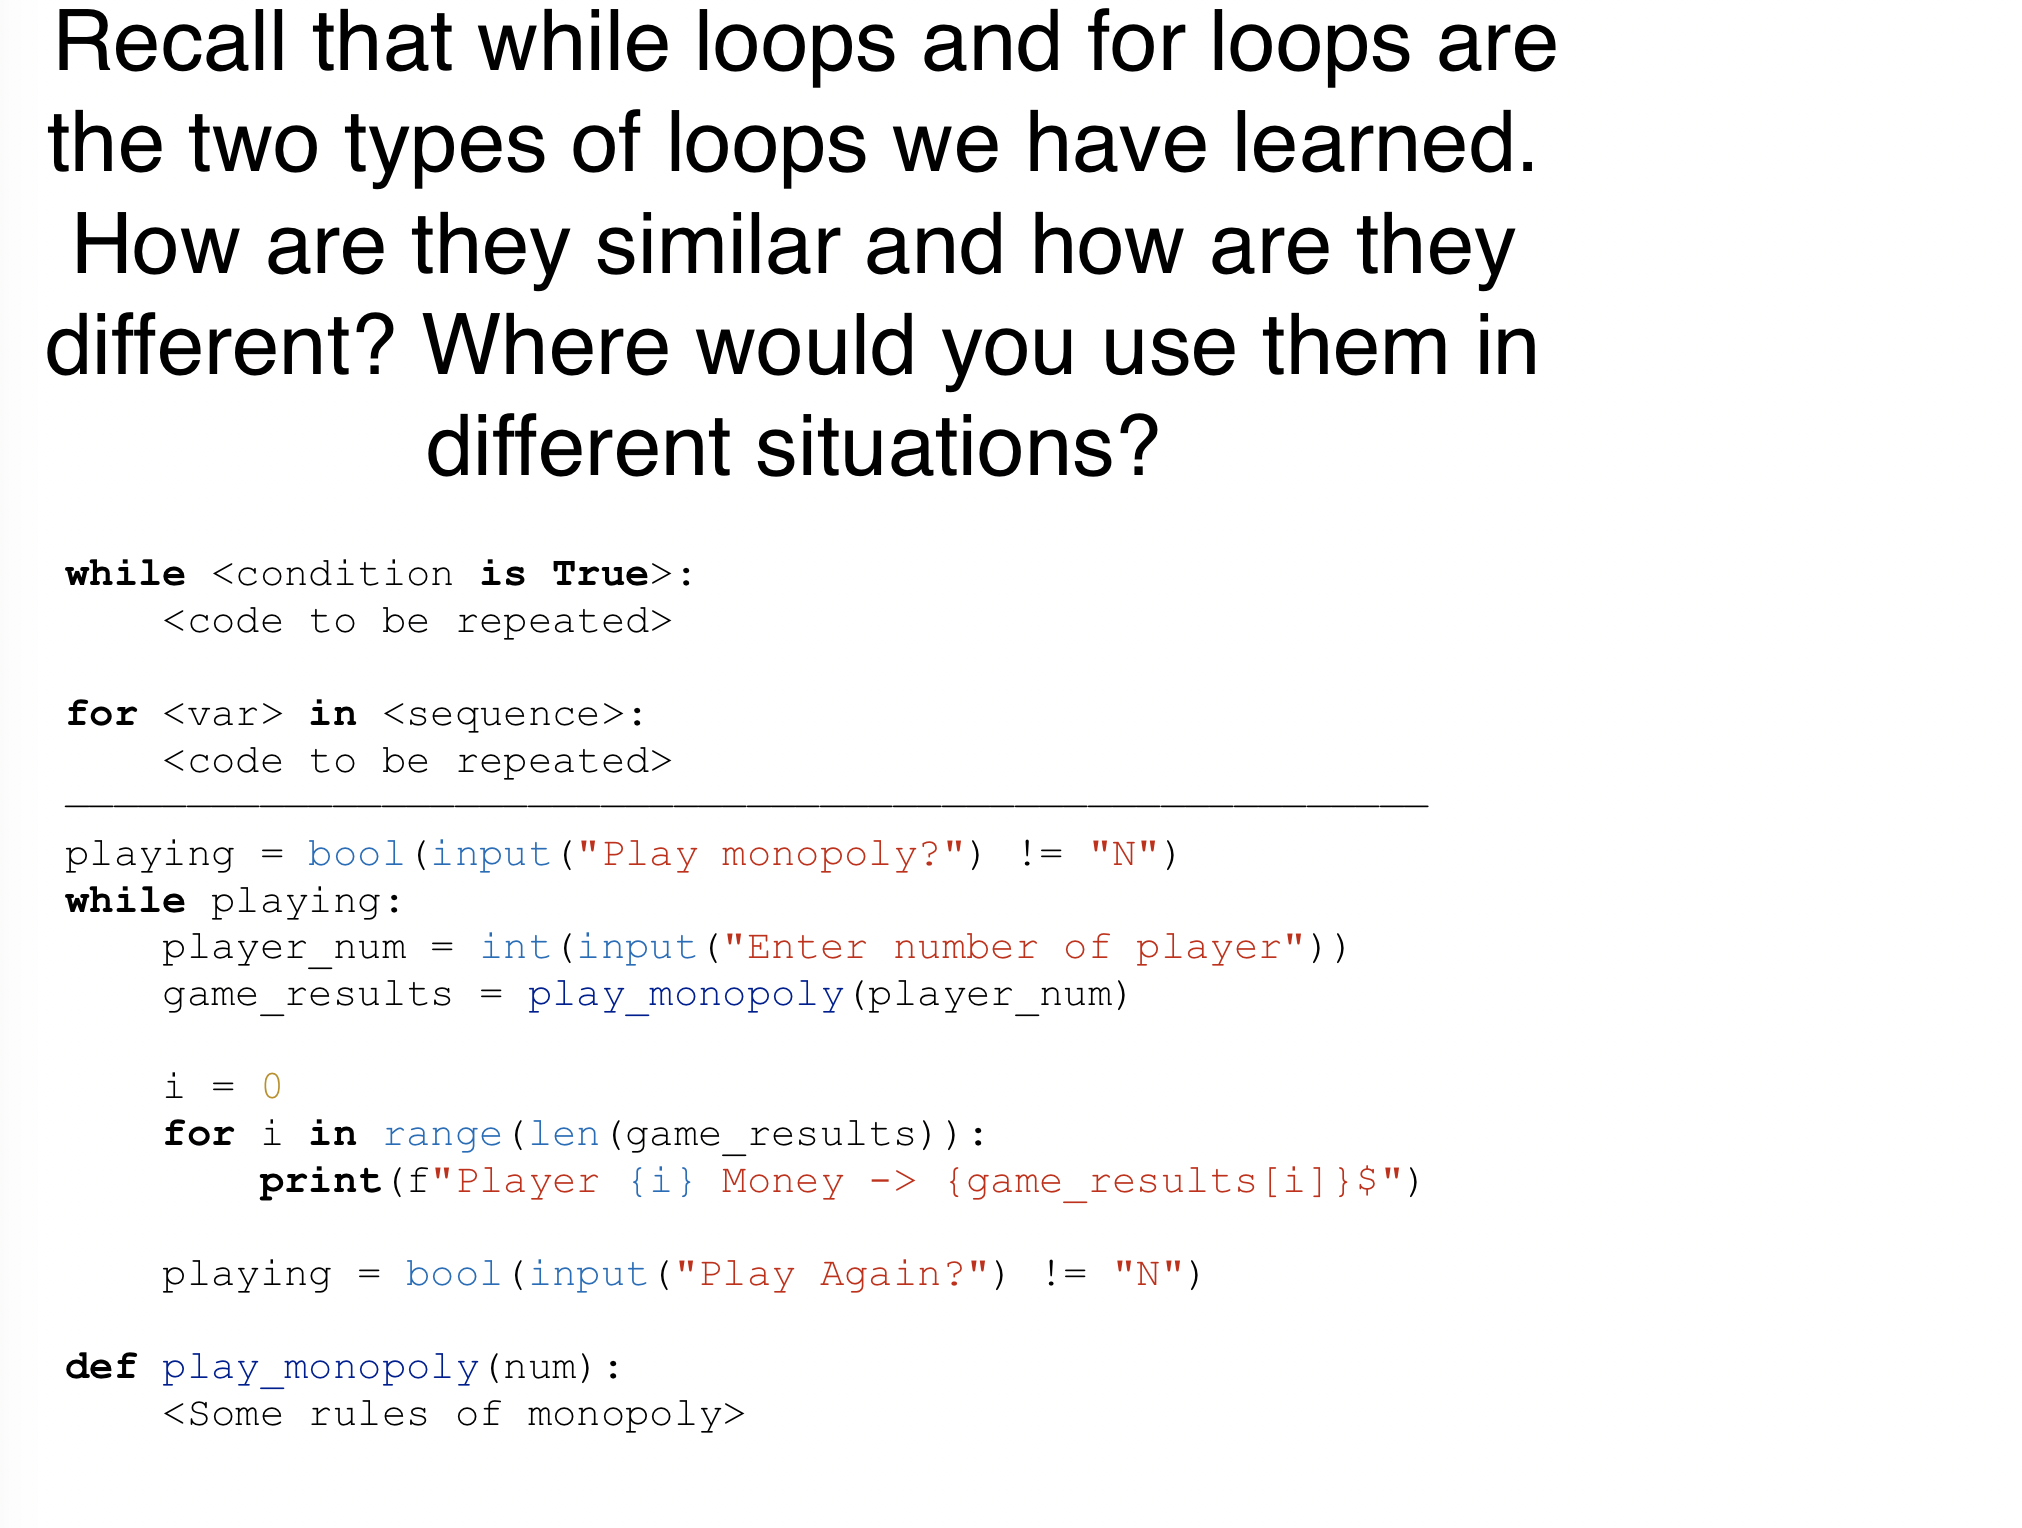 Recall that while loops and for loops are
the two types of loops we have learned.
How are they similar and how are they
different? Where would you use them in
different situations?
while <condition is True>:
    <code to be repeated>
for <var> in <sequence>:
    <code to be repeated>
________________________________________________________
playing = bool(input("Play monopoly?") != "N")
while playing:
    player_num = int(input("Enter number of player"))
    game_results = play_monopoly(player_num)
    i = 0
    for i in range(len(game_results)):
        print(f"Player {i} Money -> {game_results[i]}$")
    playing = bool(input("Play Again?") != "N")
def play_monopoly(num):
    <Some rules of monopoly>